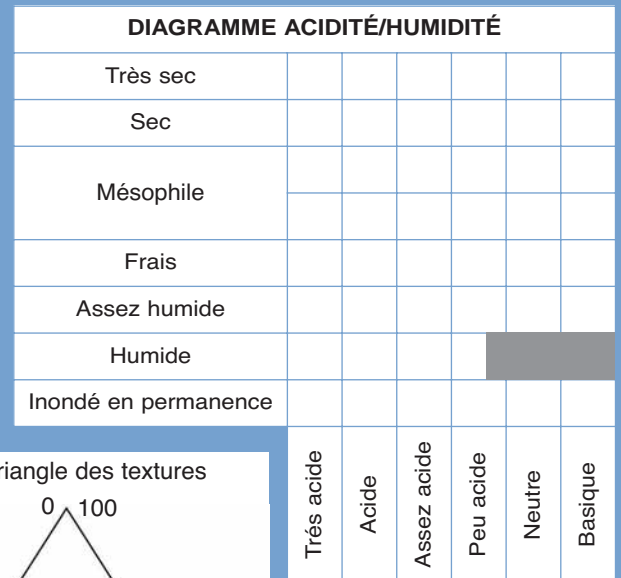 DIAGRAMME ACIDITÉ/HUMIDITÉ
Très sec
Sec
Mésophile
Frais
Assez humide
Humide
Inondé en permanence
Trés acide
Acide
Assez acide
Peu acide
Neutre
Basique
riangle des textures
0 100